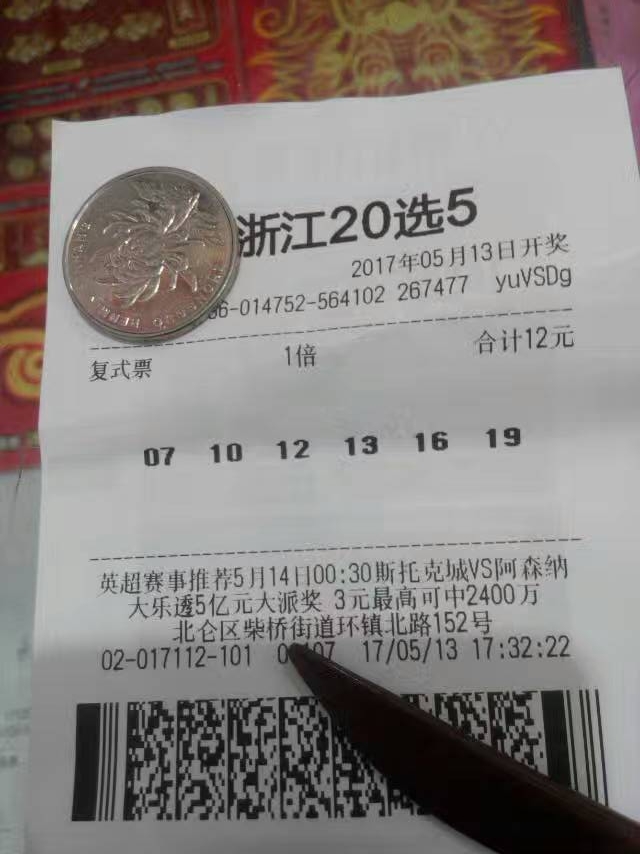 浙江20选5
2017年05月13日开奖
6-014752-564102 267477 yuVSDg
复式票 1倍 合计12元
07 10 12 13 16 19
英超赛事推荐5月14日00:30斯托克城VS阿森纳
大乐透5亿元大派奖 3元最高可中2400万
北仑区柴桥街道环镇北路152号
02-017112-101 07 17/05/13 17:32:22